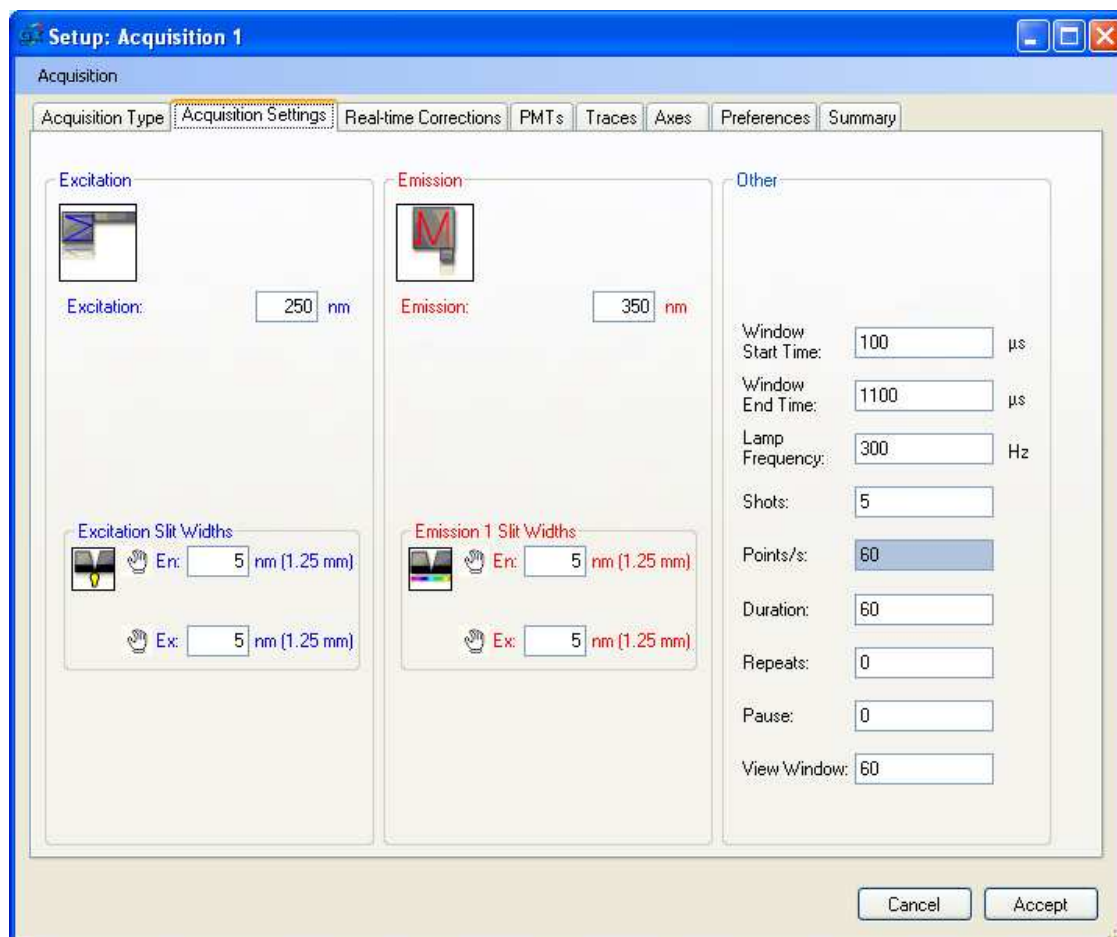 Setup: Acquisition 1
Acquisition
Acquisition Type Acquisition Settings Real-time Corrections PMTs Traces Axes Preferences Summary
Excitation
Excitation: 250 nm
Excitation Slit Widths
En: 5 nm (1.25 mm)
Ex: 5 nm (1.25 mm)
Emission
M
Emission: 350 nm
Emission 1 Slit Widths
En: 5 nm (1.25 mm)
Ex: 5 nm (1.25 mm)
Other
Window
Start Time: 100 µs
Window
End Time: 1100 µs
Lamp
Frequency: 300 Hz
Shots: 5
Points/s: 60
Duration: 60
Repeats: 0
Pause: 0
View Window: 60
Cancel Accept